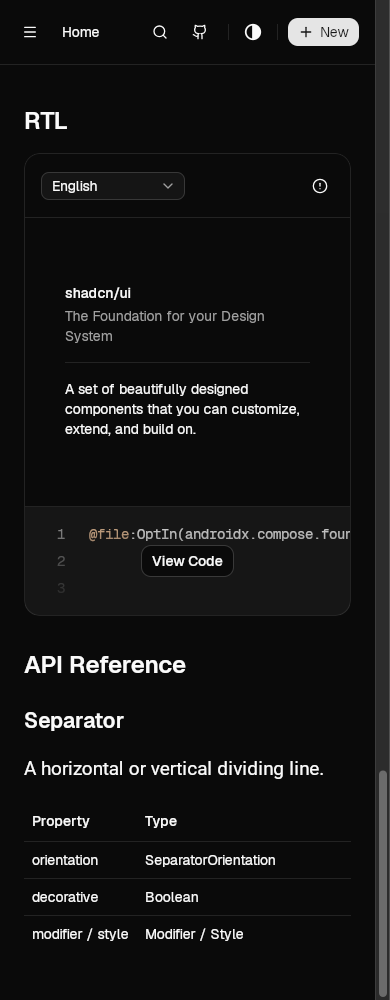 Home
New
RTL
English
shadcn/ui
The Foundation for your Design
System
A set of beautifully designed
components that you can customize,
extend, and build on.
1 @file:OptIn(androidx.compose.four
2
View Code
3
API Reference
Separator
A horizontal or vertical dividing line.
Property Type
orientation SeparatorOrientation
decorative Boolean
modifier / style Modifier / Style